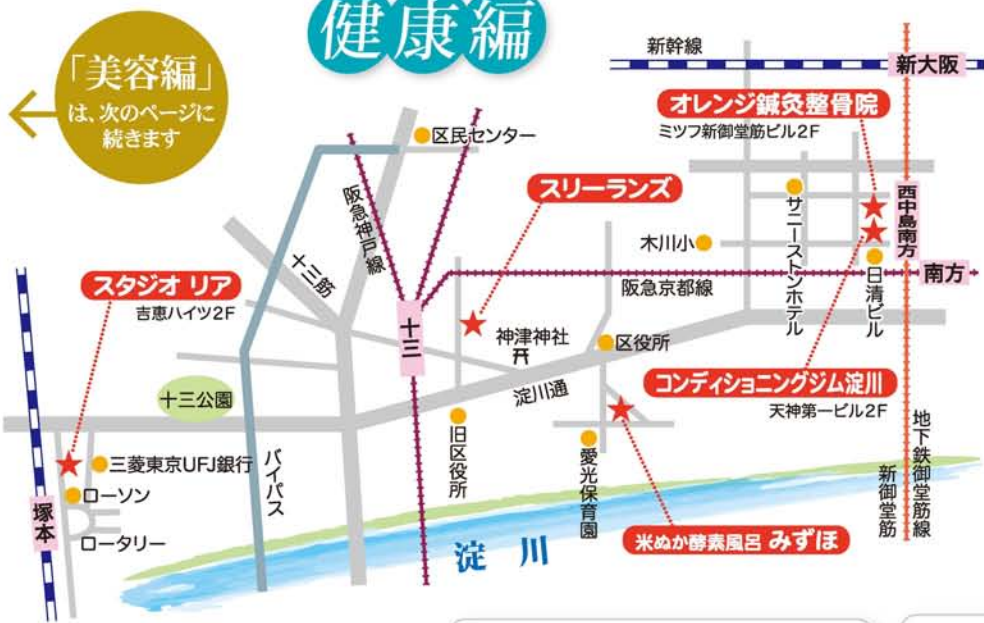 健康編
「美容編」
は、次のページに
続きます
新幹線
新大阪
オレンジ鍼灸整骨院
ミツフ新御堂筋ビル2F
区民センター
スリーランズ
阪急神戸線
サニーストンホテル
西中島南方
木川小
十三筋
日清ビル
南方
阪急京都線
スタジオ リア
吉恵ハイツ2F
十三
神津神社
区役所
コンディショニングジム淀川
天神第一ビル2F
淀川通
十三公園
旧区役所
愛光保育園
地下鉄御堂筋線
新御堂筋
三菱東京UFJ銀行
バイパス
ローソン
塚本
ロータリー
米ぬか酵素風呂 みずほ
淀川